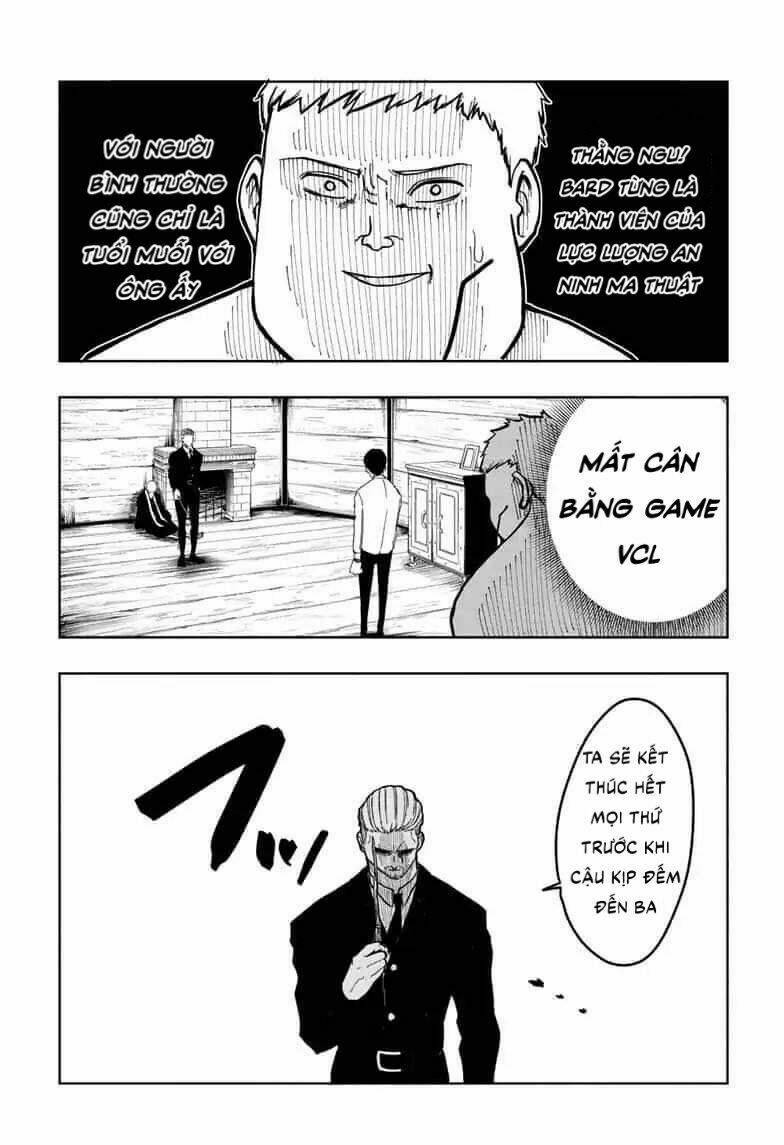 THẰNG NGU!
BARD TỪNG LÀ
THÀNH VIÊN CỦA
LỰC LƯỢNG AN
NINH MA THUẬT
VỚI NGƯỜI
BÌNH THƯỜNG
CŨNG CHỈ LÀ
TUỔI MUỖI VỚI
ÔNG ẤY
MẤT CÂN
BẰNG GAME
VCL
TA SẼ KẾT
THÚC HẾT
MỌI THỨ
TRƯỚC KHI
CẬU KỊP ĐẾM
ĐẾN BA
フッ